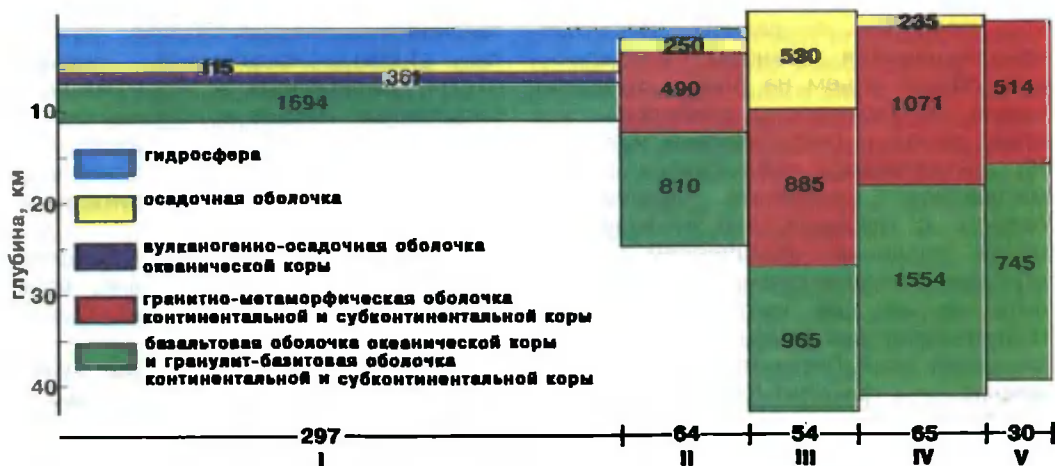 115
361
1694
250
490
810
530
885
965
235
1071
1554
514
745
глубина, км
10
20
30
40
гидросфера
осадочная оболочка
вулканогенно-осадочная оболочка
океанической коры
гранитно-метаморфическая оболочка
континентальной и субконтинентальной коры
базальтовая оболочка океанической коры
и гранулит-базитовая оболочка
континентальной и субконтинентальной коры
297 64 54 65 30
I II III IV V